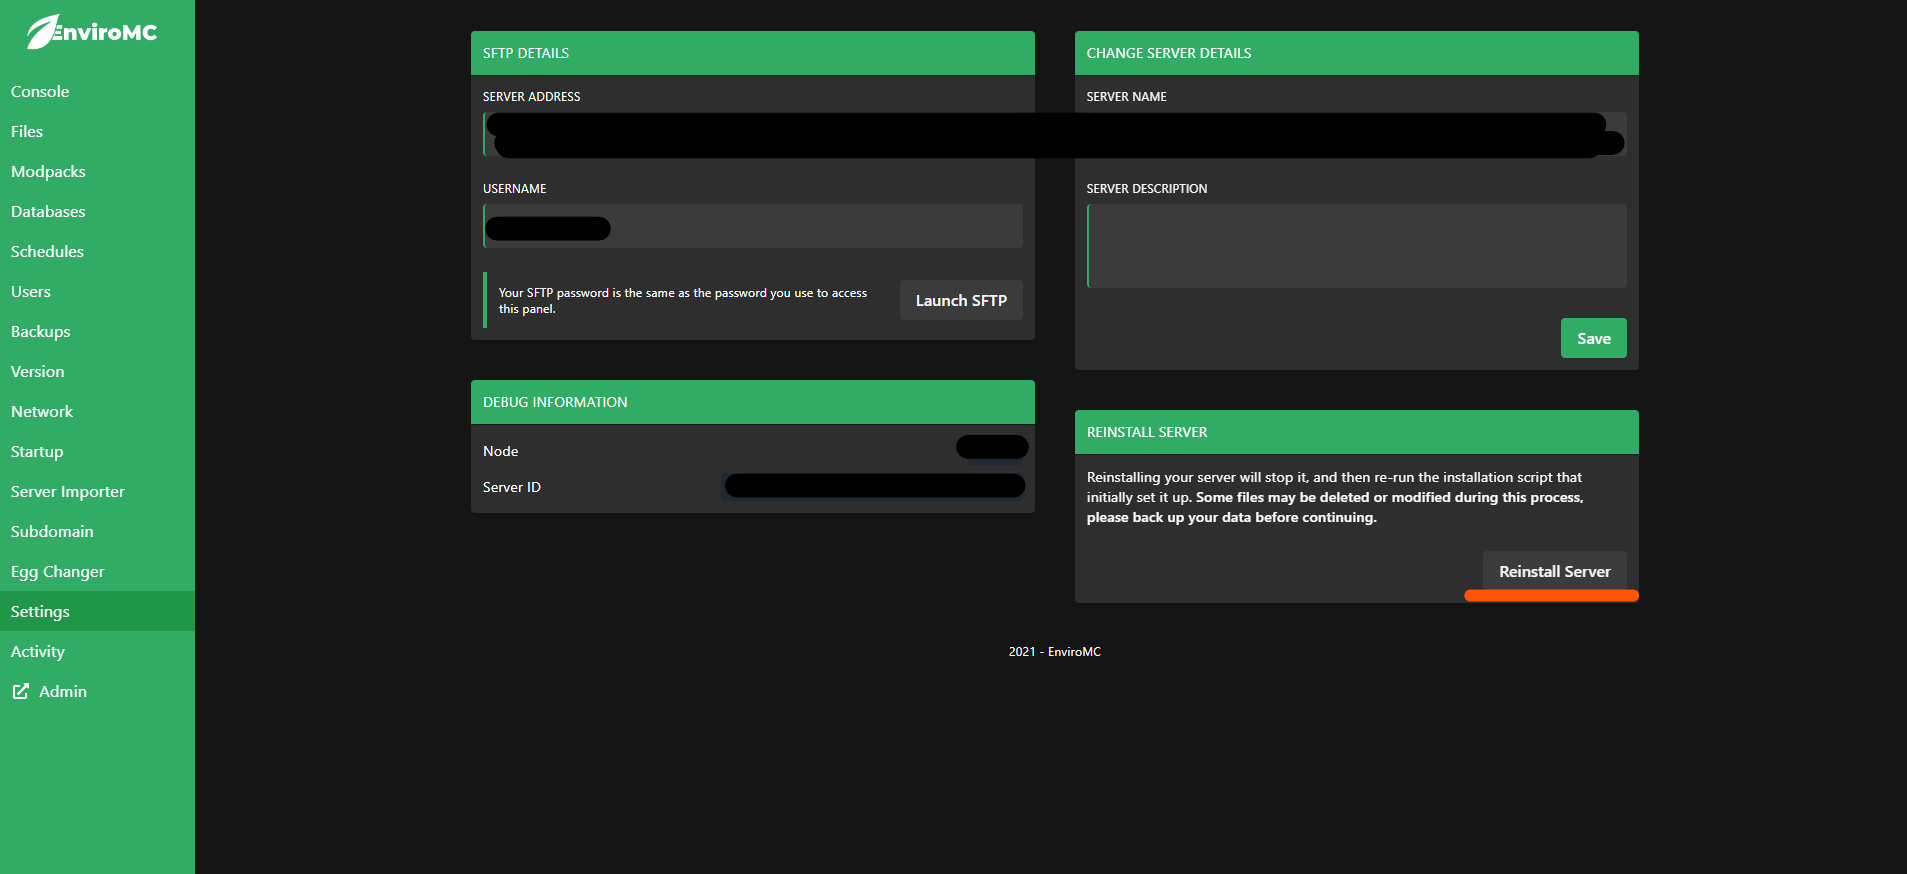 EnviroMC
Console
Files
Modpacks
Databases
Schedules
Users
Backups
Version
Network
Startup
Server Importer
Subdomain
Egg Changer
Settings
Activity
Admin
SFTP DETAILS
SERVER ADDRESS
USERNAME
Your SFTP password is the same as the password you use to access
this panel.
Launch SFTP
DEBUG INFORMATION
Node
Server ID
CHANGE SERVER DETAILS
SERVER NAME
SERVER DESCRIPTION
Save
REINSTALL SERVER
Reinstalling your server will stop it, and then re-run the installation script that
initially set it up. Some files may be deleted or modified during this process,
please back up your data before continuing.
Reinstall Server
2021 - EnviroMC